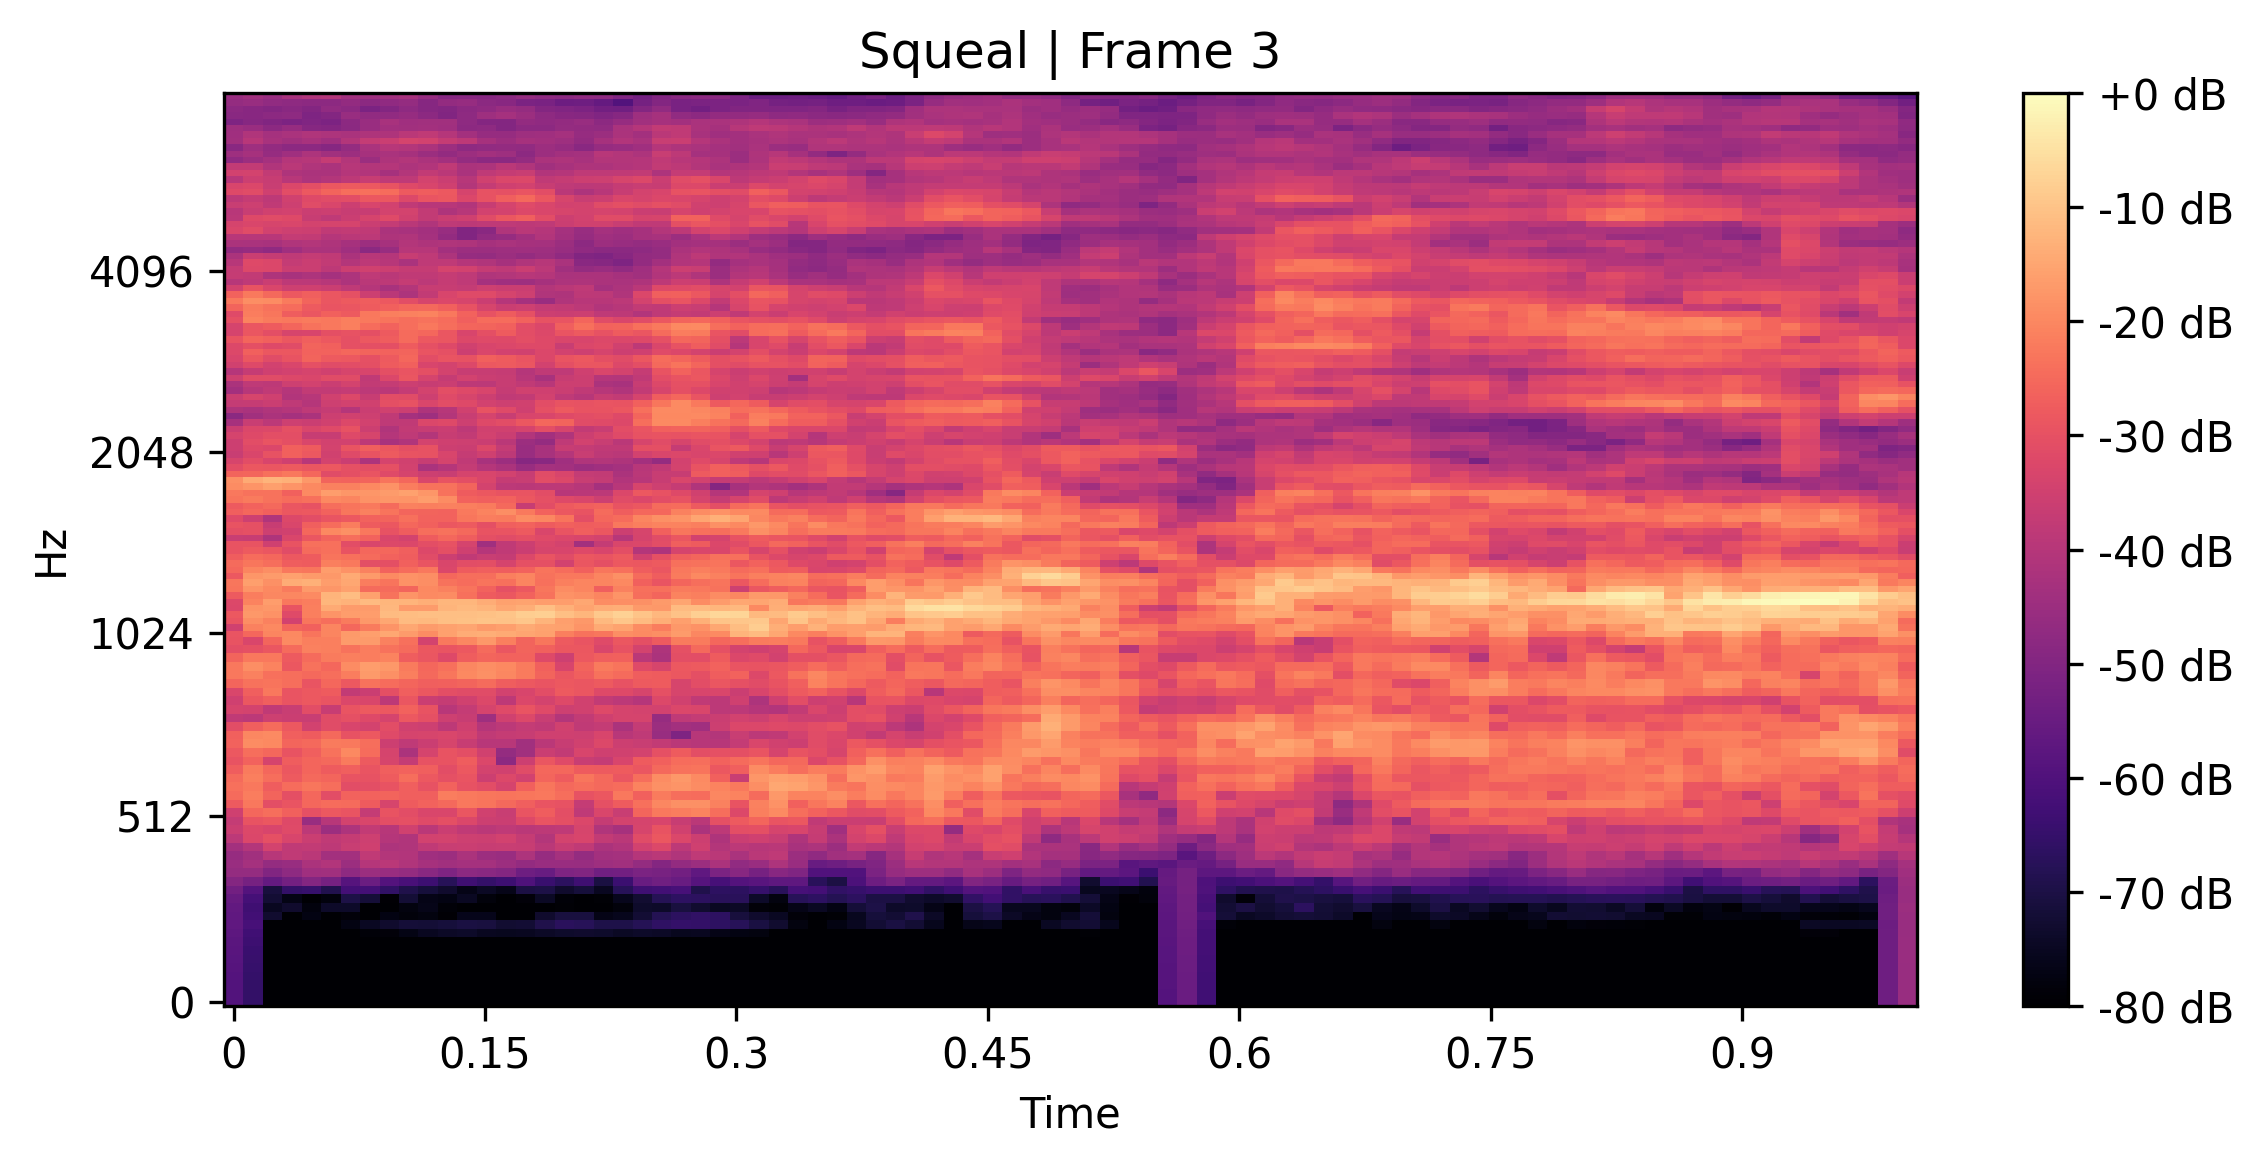 Squeal | Frame 3
+0 dB
-10 dB
-20 dB
-30 dB
-40 dB
-50 dB
-60 dB
-70 dB
-80 dB
4096
2048
1024
512
0
Hz
0 0.15 0.3 0.45 0.6 0.75 0.9
Time